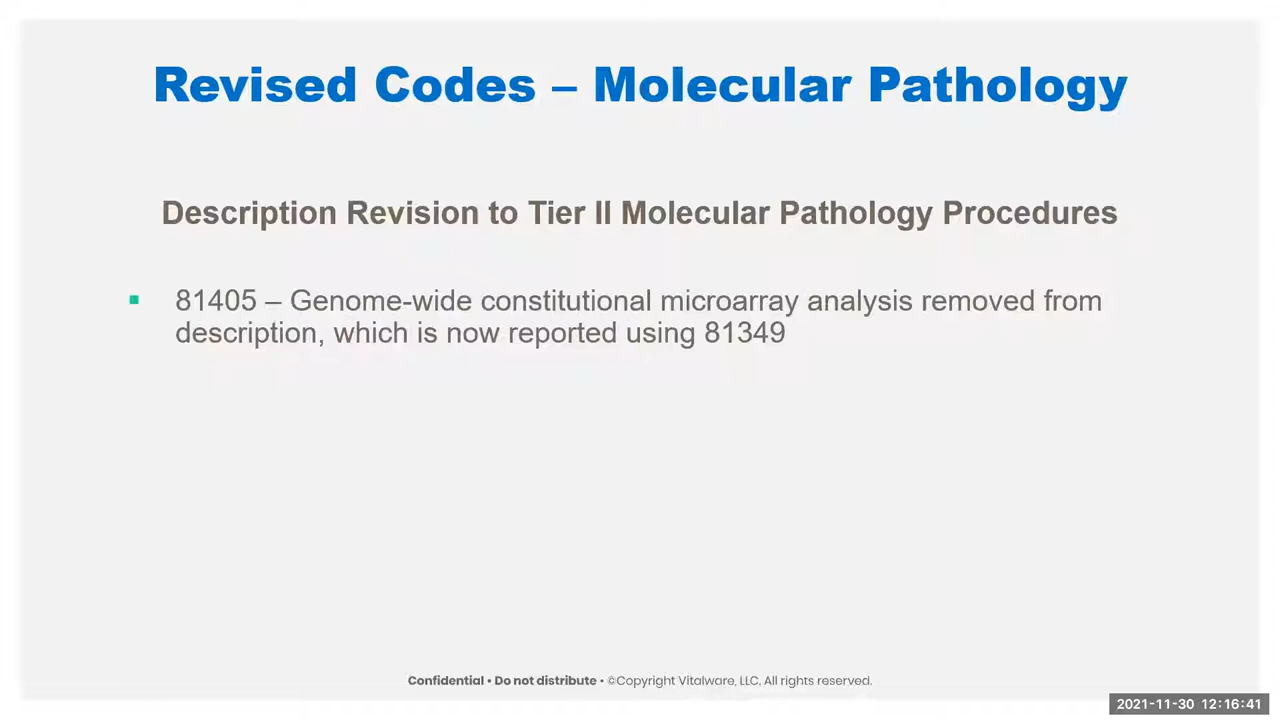 Revised Codes – Molecular Pathology
Description Revision to Tier II Molecular Pathology Procedures
▪ 81405 – Genome-wide constitutional microarray analysis removed from
description, which is now reported using 81349
Confidential • Do not distribute • ©Copyright Vitalware, LLC. All rights reserved.
2021-11-30 12:16:41